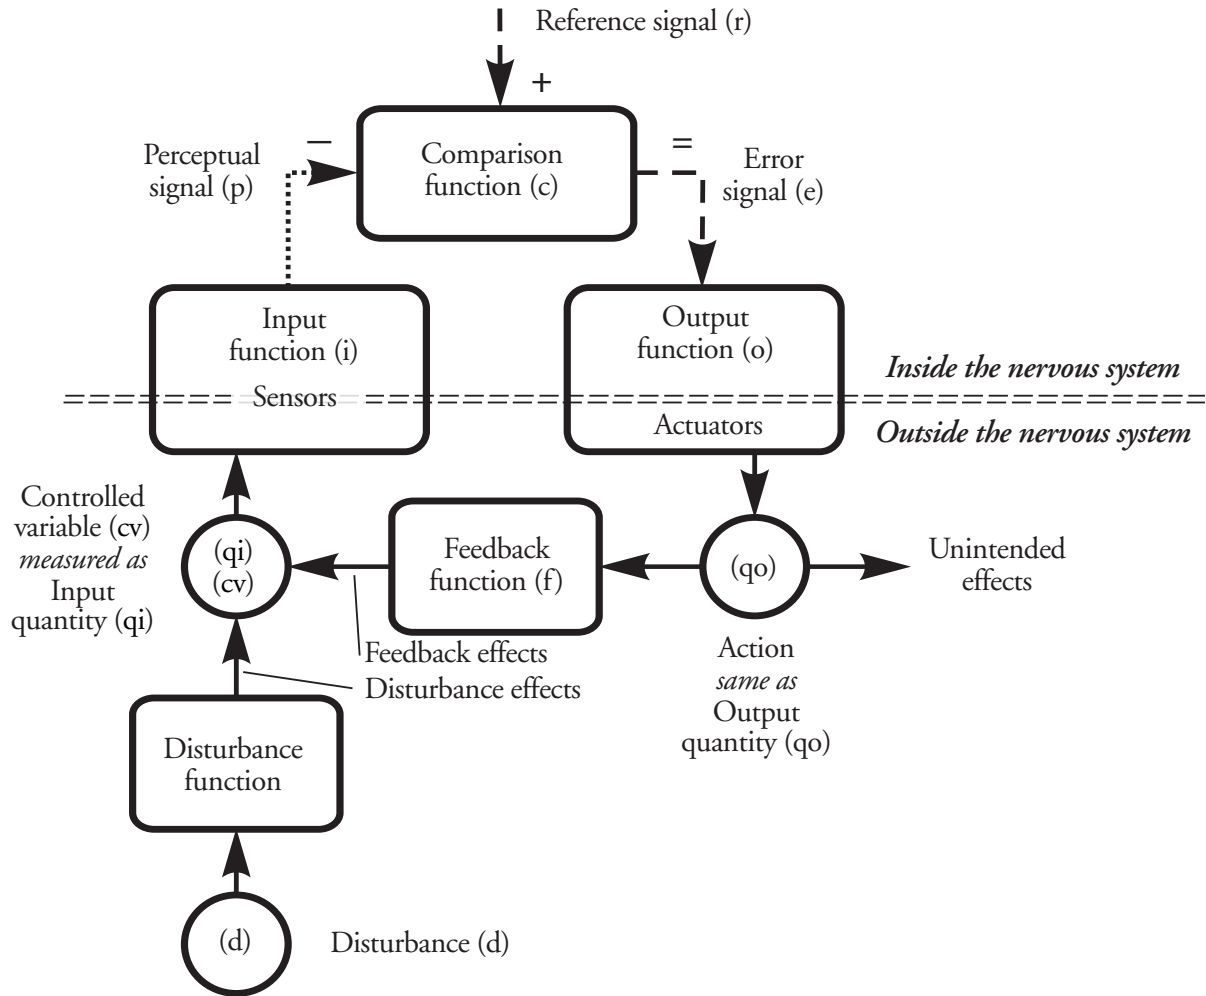 Reference signal (r)
+
−
=
Perceptual
signal (p)
Comparison
function (c)
Error
signal (e)
Input
function (i)
Sensors
Output
function (o)
Actuators
Inside the nervous system
Outside the nervous system
Controlled
variable (cv)
measured as
Input
quantity (qi)
(qi)
(cv)
Feedback
function (f)
(qo)
Unintended
effects
Feedback effects
Disturbance effects
Action
same as
Output
quantity (qo)
Disturbance
function
(d)
Disturbance (d)